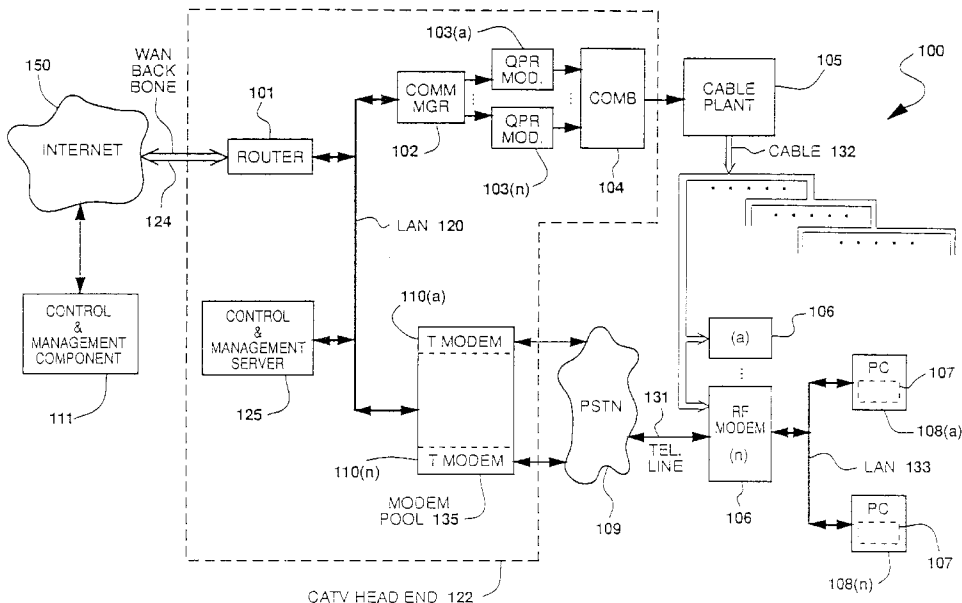 150
INTERNET
WAN
BACK
BONE
124
101
ROUTER
COMM
MGR
102
103(a)
QPR
MOD.
QPR
MOD.
103(n)
COMB
104
105
CABLE
PLANT
100
CABLE 132
LAN 120
CONTROL
&
MANAGEMENT
COMPONENT
111
CONTROL
&
MANAGEMENT
SERVER
125
110(a)
T MODEM
T MODEM
110(n)
MODEM
POOL 135
PSTN
109
131
TEL.
LINE
106
(a)
RF
MODEM
(n)
106
PC
107
108(a)
LAN 133
PC
107
108(n)
CATV HEAD END 122